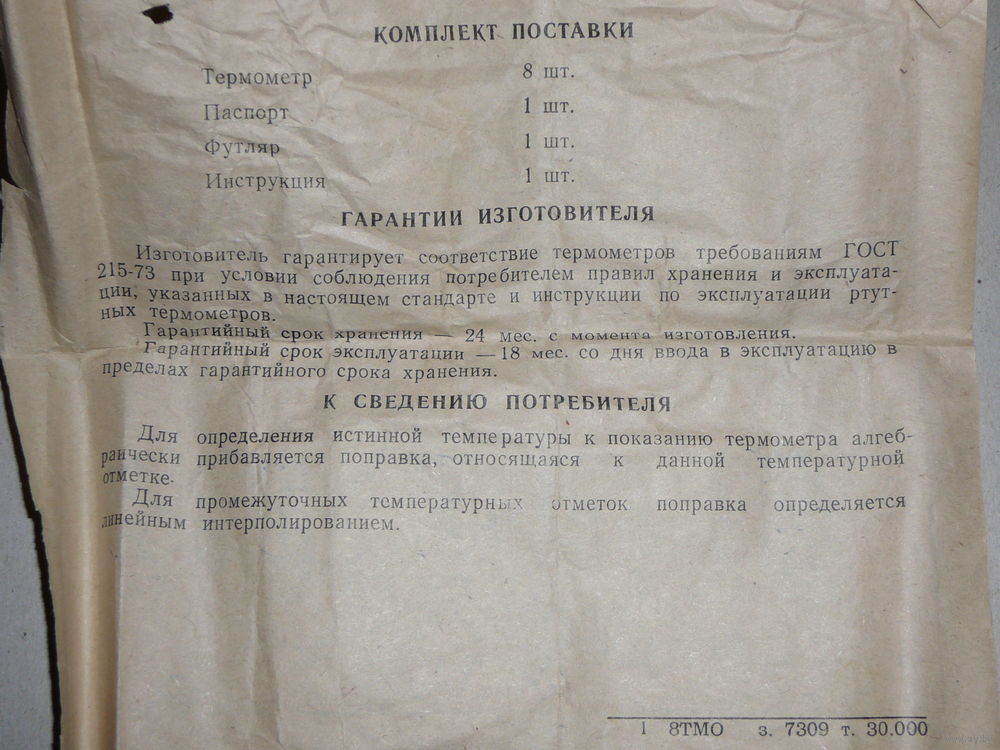 КОМПЛЕКТ ПОСТАВКИ
Термометр 8 шт.
Паспорт 1 шт.
Футляр 1 шт.
Инструкция 1 шт.
ГАРАНТИИ ИЗГОТОВИТЕЛЯ
Изготовитель гарантирует соответствие термометров требованиям ГОСТ
215-73 при условии соблюдения потребителем правил хранения и эксплуата-
ции, указанных в настоящем стандарте и инструкции по эксплуатации ртут-
ных термометров.
Гарантийный срок хранения — 24 мес. с момента изготовления.
Гарантийный срок эксплуатации — 18 мес. со дня ввода в эксплуатацию в
пределах гарантийного срока хранения.
К СВЕДЕНИЮ ПОТРЕБИТЕЛЯ
Для определения истинной температуры к показанию термометра алгеб-
раически прибавляется поправка, относящаяся к данной температурной
отметке.
Для промежуточных температурных отметок поправка определяется
линейным интерполированием.
1 8ТМО з. 7309 т. 30.000